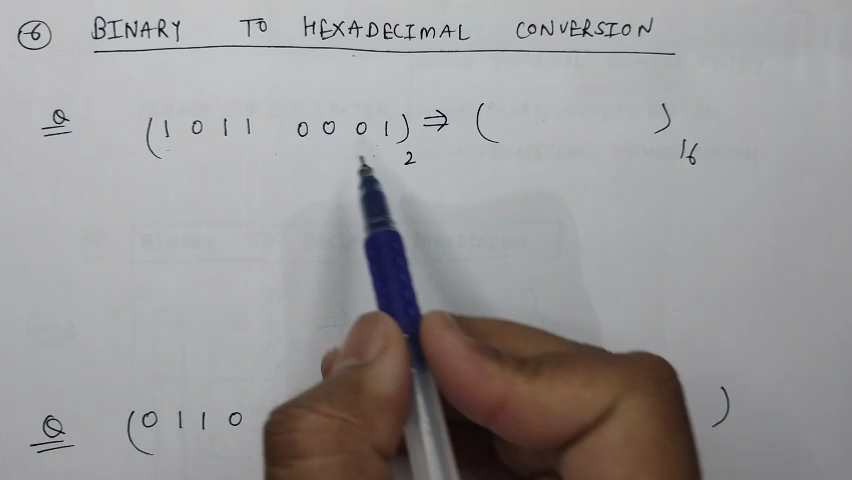 6 BINARY TO HEXADECIMAL CONVERSION
Q (1 0 1 1 0 0 0 1)2 ⇒ ( )16
Q (0 1 1 0 )